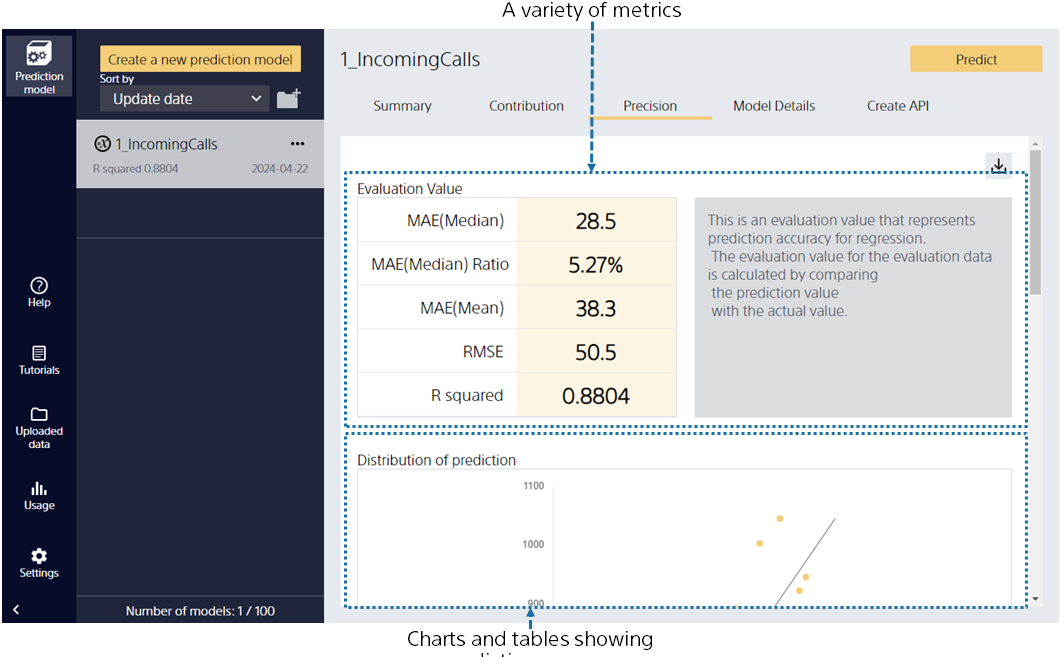 A variety of metrics
Prediction
model
Help
Tutorials
Uploaded
data
Usage
Settings
Create a new prediction model
Sort by
Update date
1_IncomingCalls
R squared 0.8804 2024-04-22
Number of models: 1 / 100
1_IncomingCalls
Predict
Summary Contribution Precision Model Details Create API
Evaluation Value
MAE(Median) 28.5
MAE(Median) Ratio 5.27%
MAE(Mean) 38.3
RMSE 50.5
R squared 0.8804
This is an evaluation value that represents
prediction accuracy for regression.
The evaluation value for the evaluation data
is calculated by comparing
the prediction value
with the actual value.
Distribution of prediction
1100
1000
900
Charts and tables showing